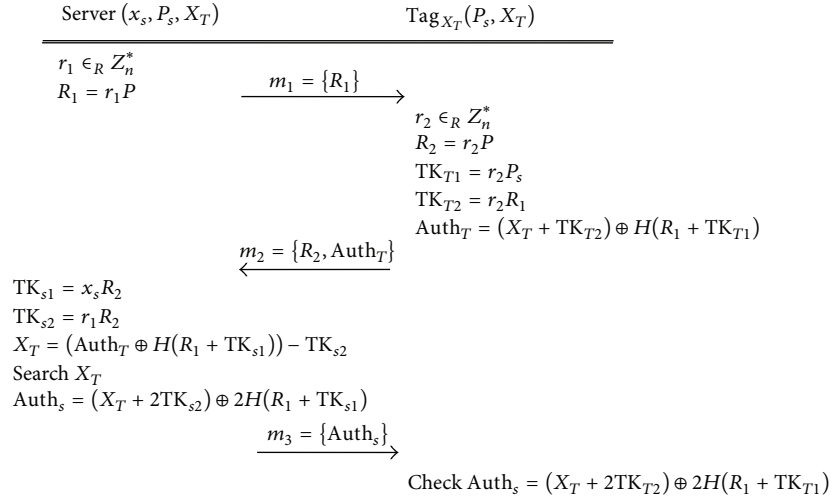 Server (x_s, P_s, X_T) Tag_{X_T}(P_s, X_T)
r_1 ∈_R Z_n^*
R_1 = r_1P
m_1 = {R_1}
r_2 ∈_R Z_n^*
R_2 = r_2P
TK_{T1} = r_2P_s
TK_{T2} = r_2R_1
Auth_T = (X_T + TK_{T2}) ⊕ H(R_1 + TK_{T1})
m_2 = {R_2, Auth_T}
TK_{s1} = x_sR_2
TK_{s2} = r_1R_2
X_T = (Auth_T ⊕ H(R_1 + TK_{s1})) − TK_{s2}
Search X_T
Auth_s = (X_T + 2TK_{s2}) ⊕ 2H(R_1 + TK_{s1})
m_3 = {Auth_s}
Check Auth_s = (X_T + 2TK_{T2}) ⊕ 2H(R_1 + TK_{T1})